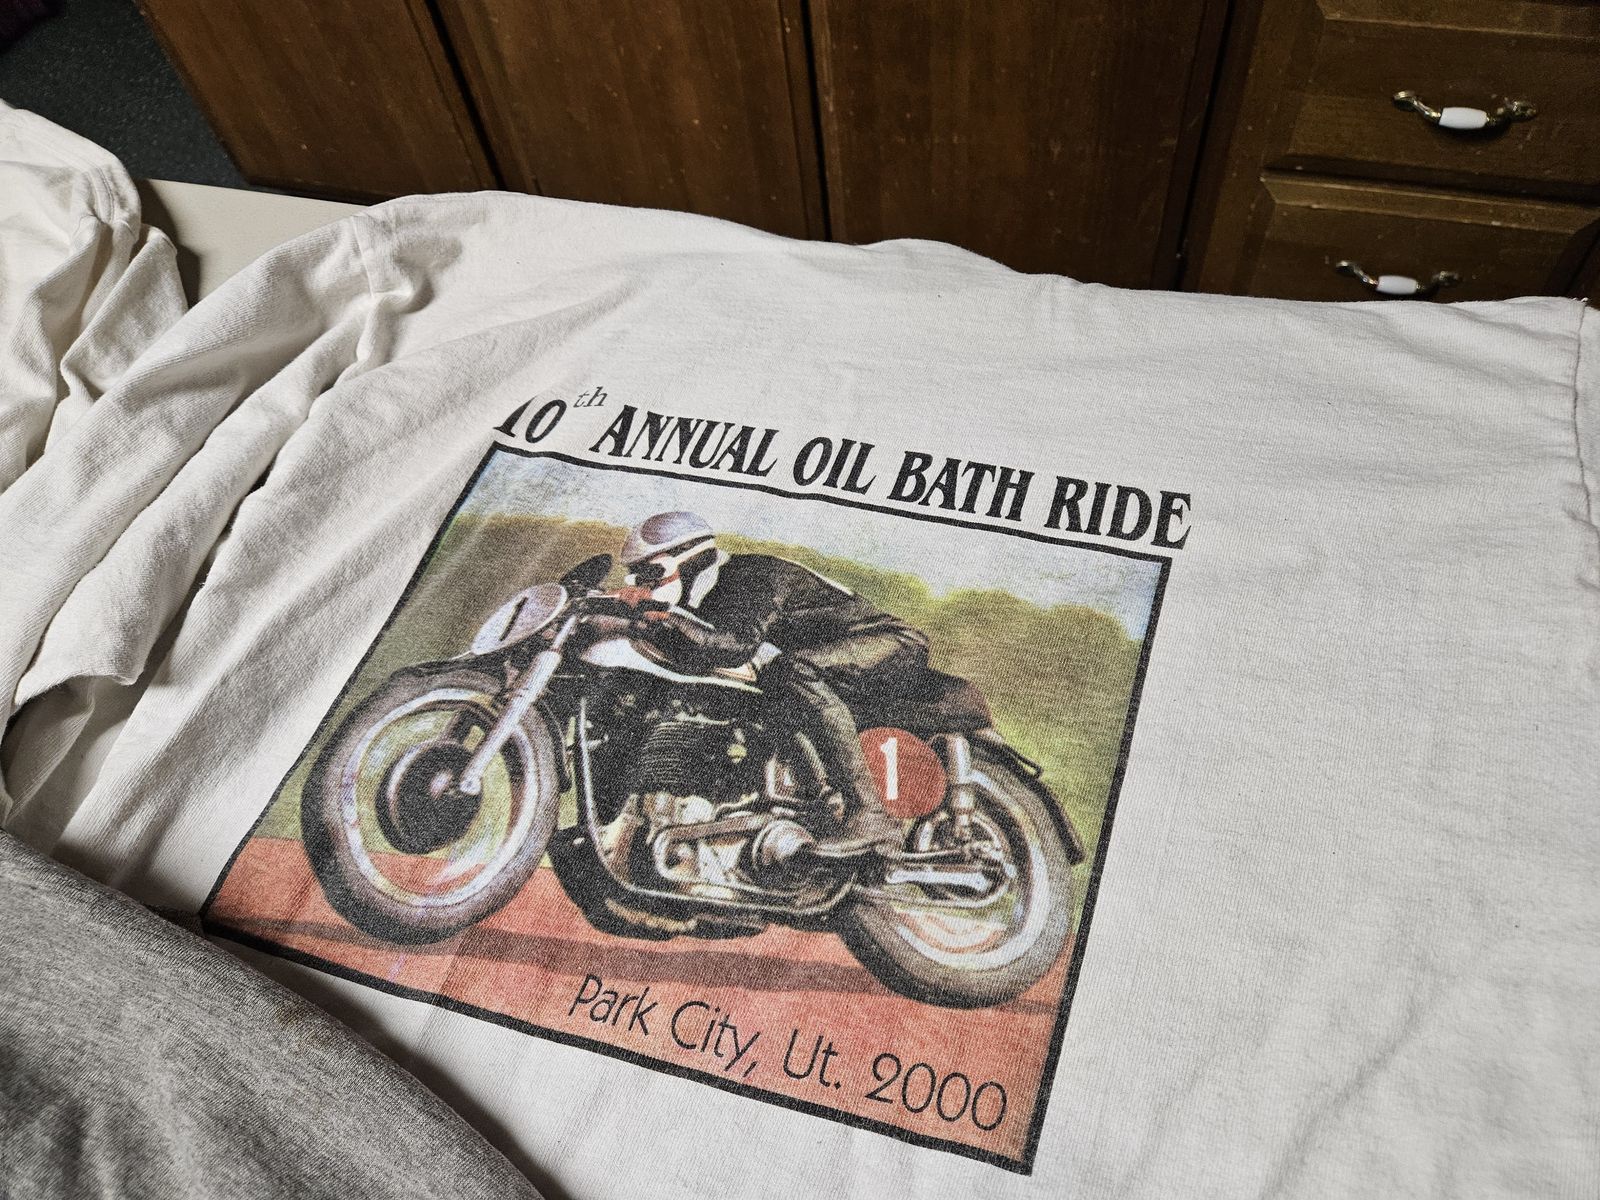 10th ANNUAL OIL BATH RIDE
1
1
Park City, Ut. 2000